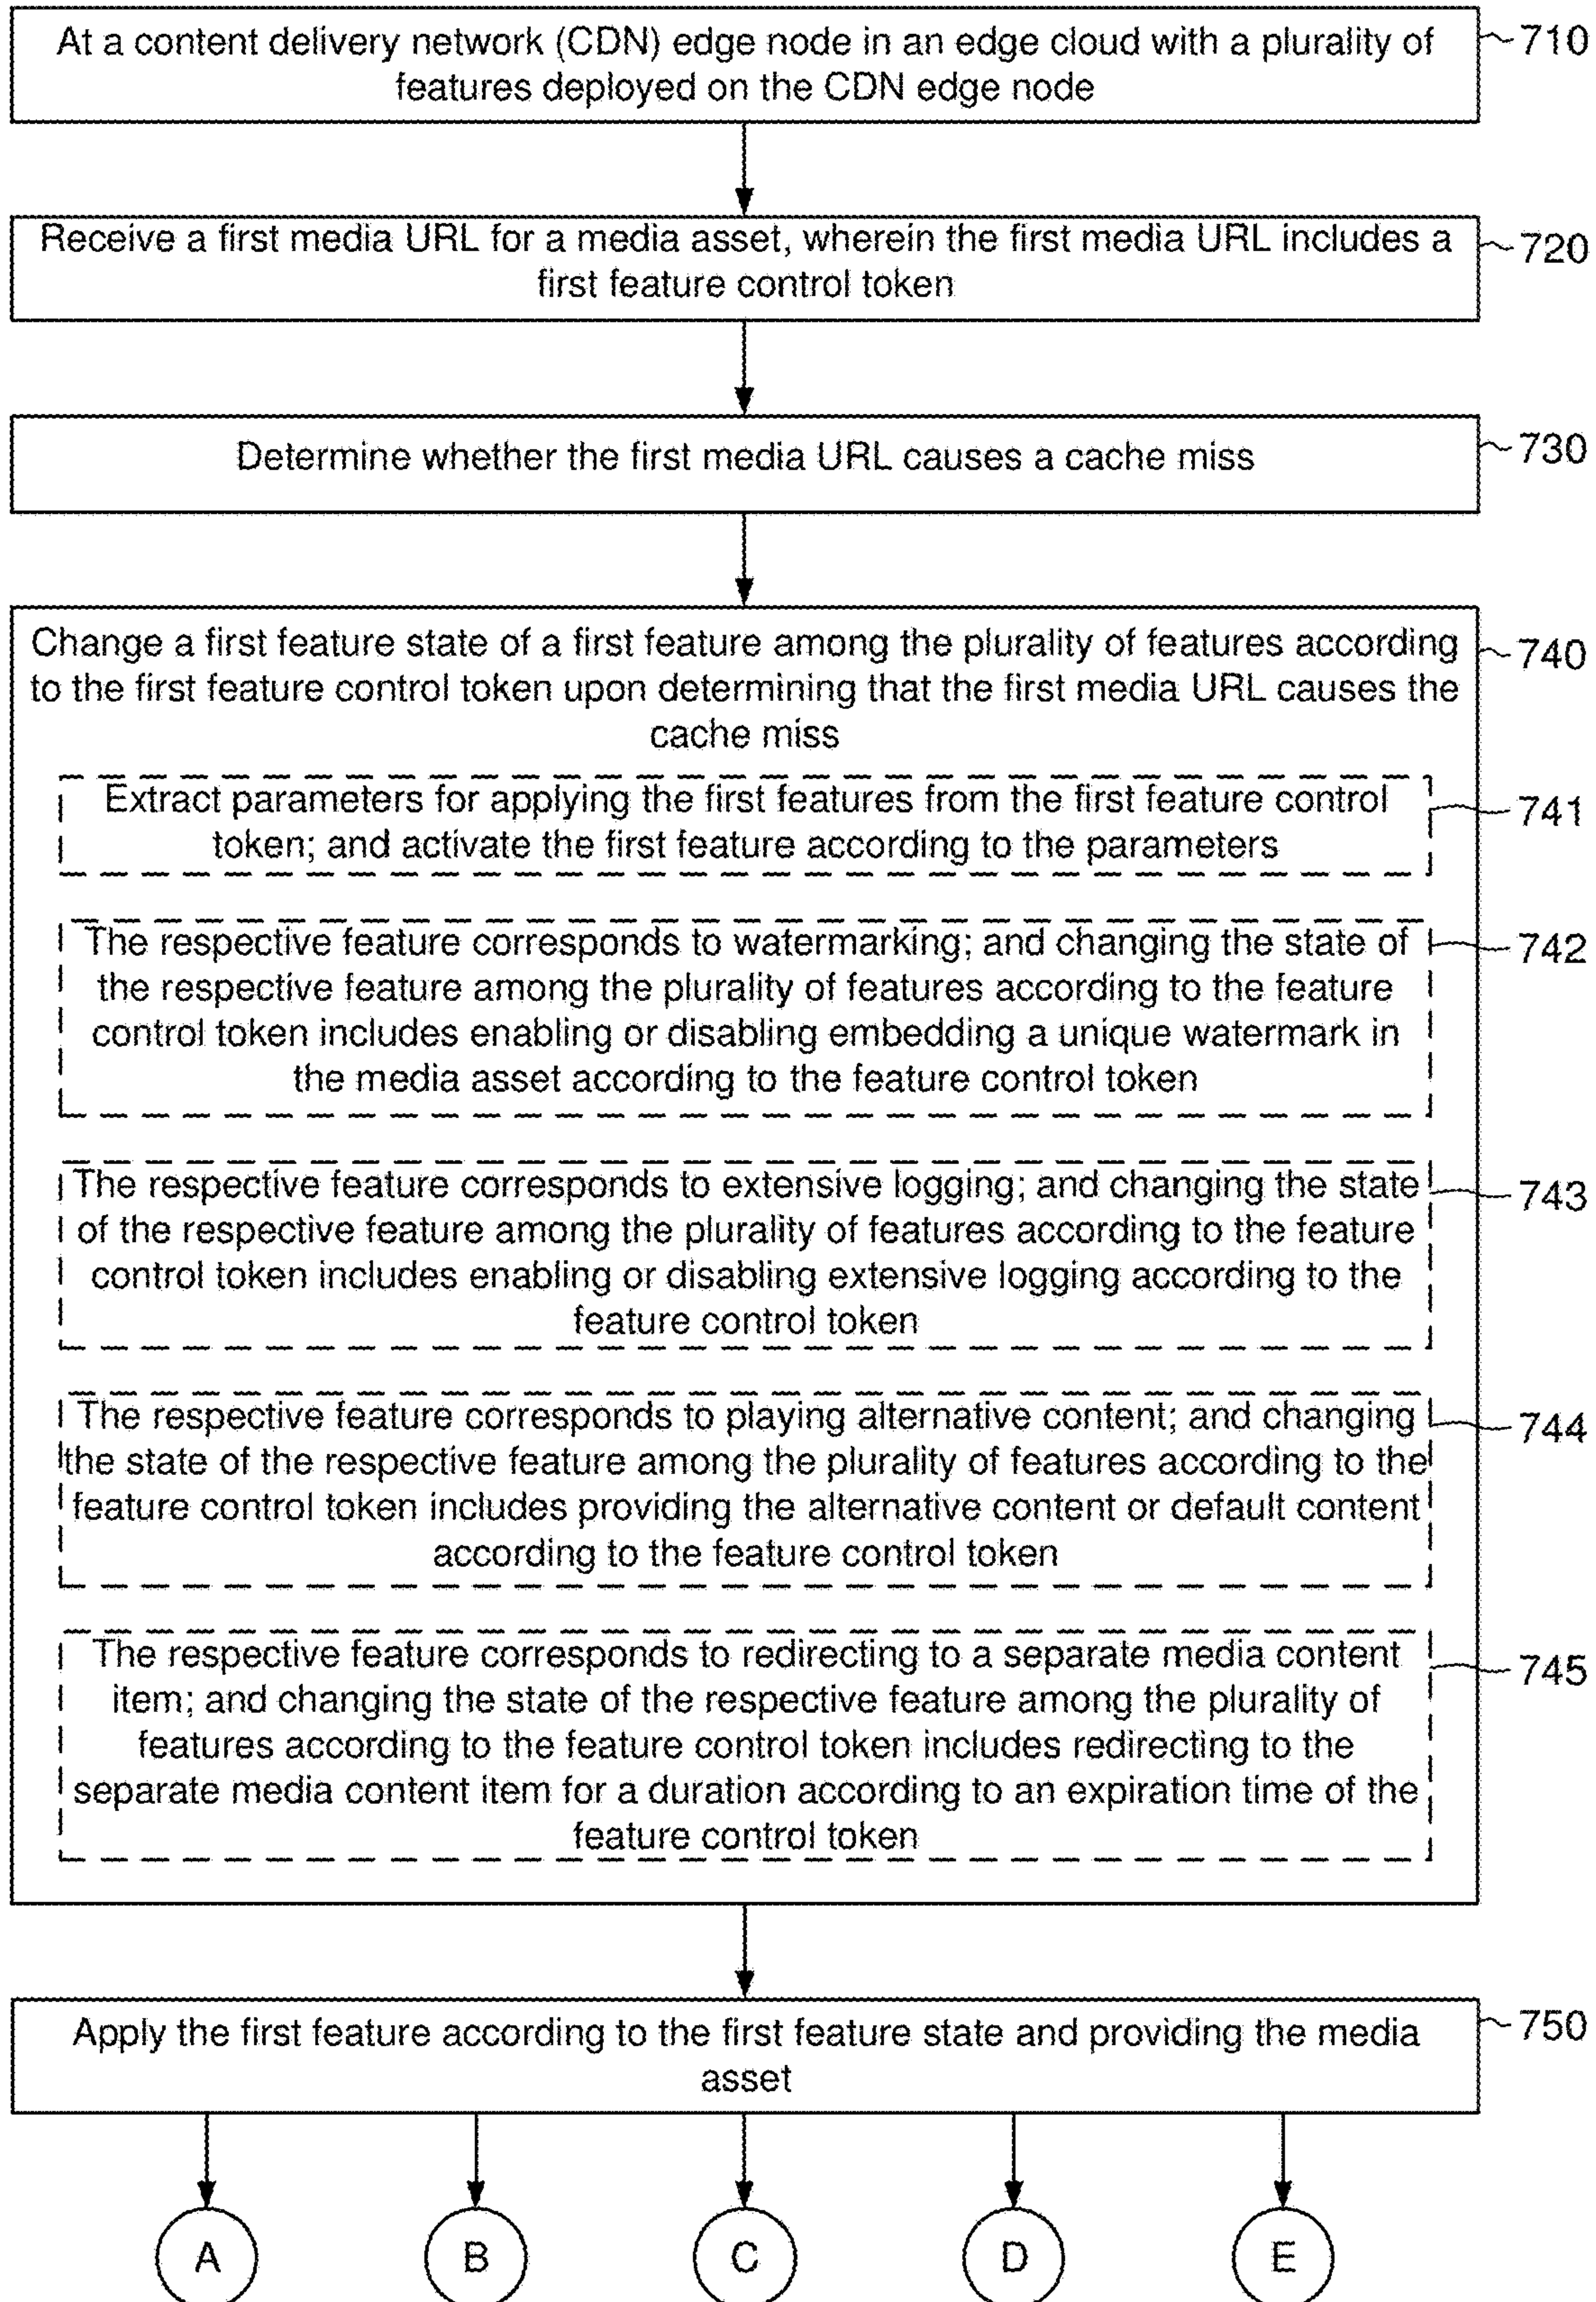 At a content delivery network (CDN) edge node in an edge cloud with a plurality of
features deployed on the CDN edge node
710
Receive a first media URL for a media asset, wherein the first media URL includes a
first feature control token
720
Determine whether the first media URL causes a cache miss
730
Change a first feature state of a first feature among the plurality of features according
to the first feature control token upon determining that the first media URL causes the
cache miss
740
Extract parameters for applying the first features from the first feature control
token; and activate the first feature according to the parameters
741
The respective feature corresponds to watermarking; and changing the state of
the respective feature among the plurality of features according to the feature
control token includes enabling or disabling embedding a unique watermark in
the media asset according to the feature control token
742
The respective feature corresponds to extensive logging; and changing the state
of the respective feature among the plurality of features according to the feature
control token includes enabling or disabling extensive logging according to the
feature control token
743
The respective feature corresponds to playing alternative content; and changing
the state of the respective feature among the plurality of features according to the
feature control token includes providing the alternative content or default content
according to the feature control token
744
The respective feature corresponds to redirecting to a separate media content
item; and changing the state of the respective feature among the plurality of
features according to the feature control token includes redirecting to the
separate media content item for a duration according to an expiration time of the
feature control token
745
Apply the first feature according to the first feature state and providing the media
asset
750
A
B
C
D
E